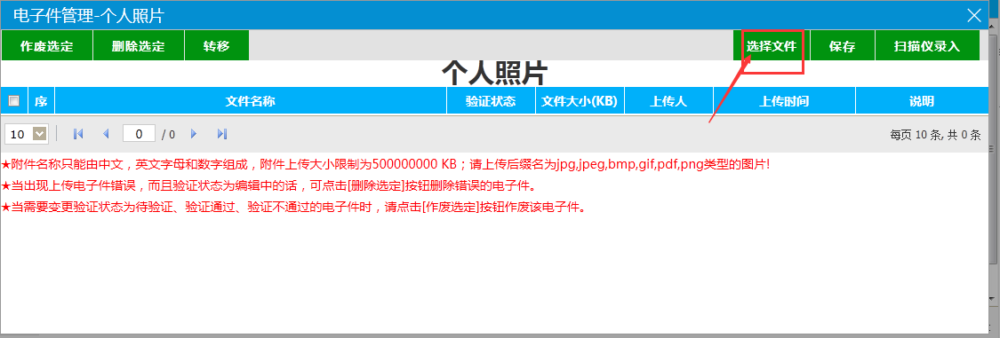 电子件管理-个人照片
作废选定 删除选定 转移 选择文件 保存 扫描仪录入
个人照片
序 文件名称 验证状态 文件大小(KB) 上传人 上传时间 说明
10 0 / 0 每页 10 条, 共 0 条
★附件名称只能由中文，英文字母和数字组成，附件上传大小限制为500000000 KB；请上传后缀名为jpg,jpeg,bmp,gif,pdf,png类型的图片!
★当出现上传电子件错误，而且验证状态为编辑中的话，可点击[删除选定]按钮删除错误的电子件。
★当需要变更验证状态为待验证、验证通过、验证不通过的电子件时，请点击[作废选定]按钮作废该电子件。